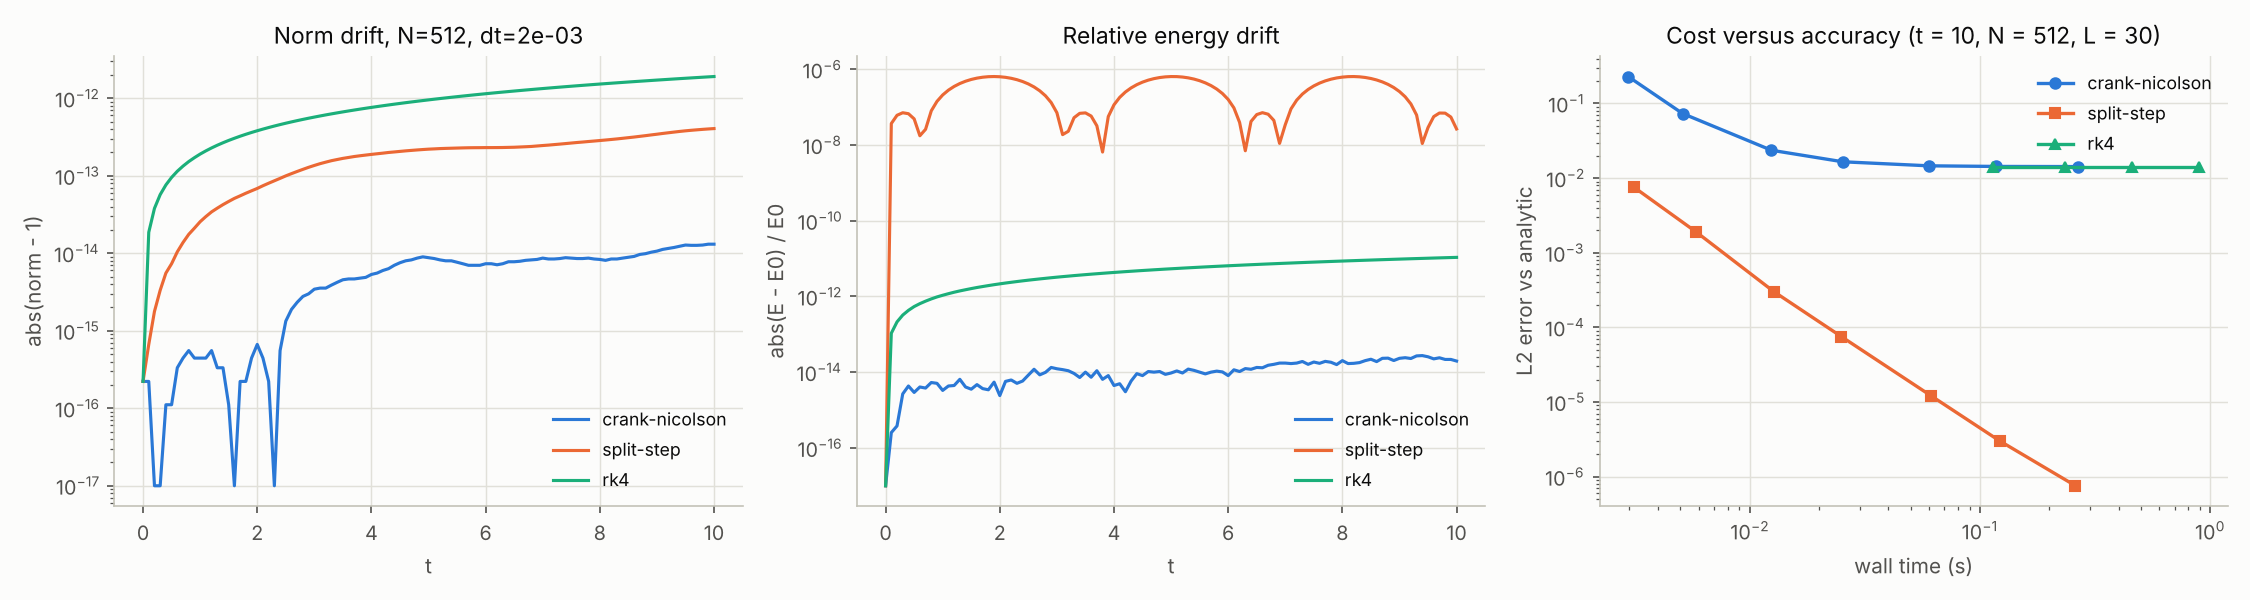 Norm drift, N=512, dt=2e-03
abs(norm - 1)
10⁻¹²
10⁻¹³
10⁻¹⁴
10⁻¹⁵
10⁻¹⁶
10⁻¹⁷
crank-nicolson
split-step
rk4
0 2 4 6 8 10
t
Relative energy drift
abs(E - E0) / E0
10⁻⁶
10⁻⁸
10⁻¹⁰
10⁻¹²
10⁻¹⁴
10⁻¹⁶
crank-nicolson
split-step
rk4
0 2 4 6 8 10
t
Cost versus accuracy (t = 10, N = 512, L = 30)
L2 error vs analytic
10⁻¹
10⁻²
10⁻³
10⁻⁴
10⁻⁵
10⁻⁶
crank-nicolson
split-step
rk4
10⁻² 10⁻¹ 10⁰
wall time (s)